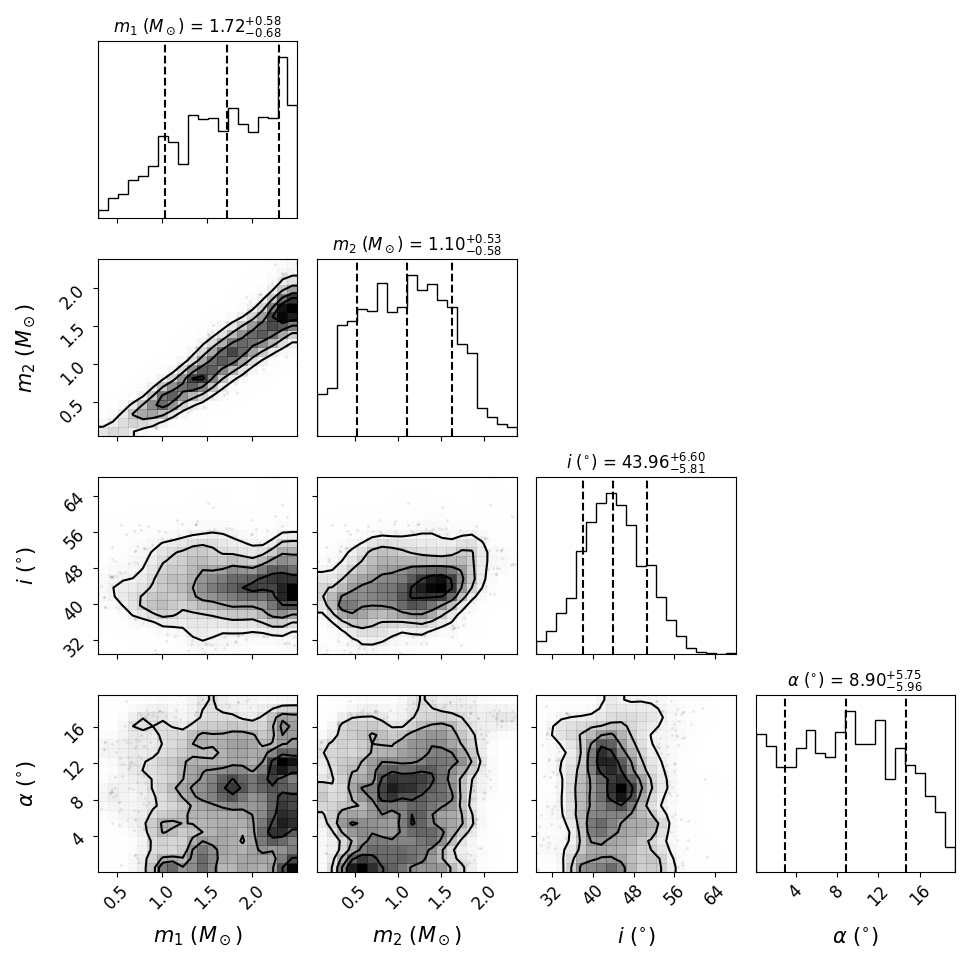 m₁ (M⊙) = 1.72+0.58−0.68
m₂ (M⊙) = 1.10+0.53−0.58
m₂ (M⊙)
2.0
1.5
1.0
0.5
i (°) = 43.96+6.60−5.81
i (°)
64
56
48
40
32
α (°) = 8.90+5.75−5.96
α (°)
16
12
8
4
0.5 1.0 1.5 2.0 0.5 1.0 1.5 2.0 32 40 48 56 64 4 8 12 16
m₁ (M⊙) m₂ (M⊙) i (°) α (°)